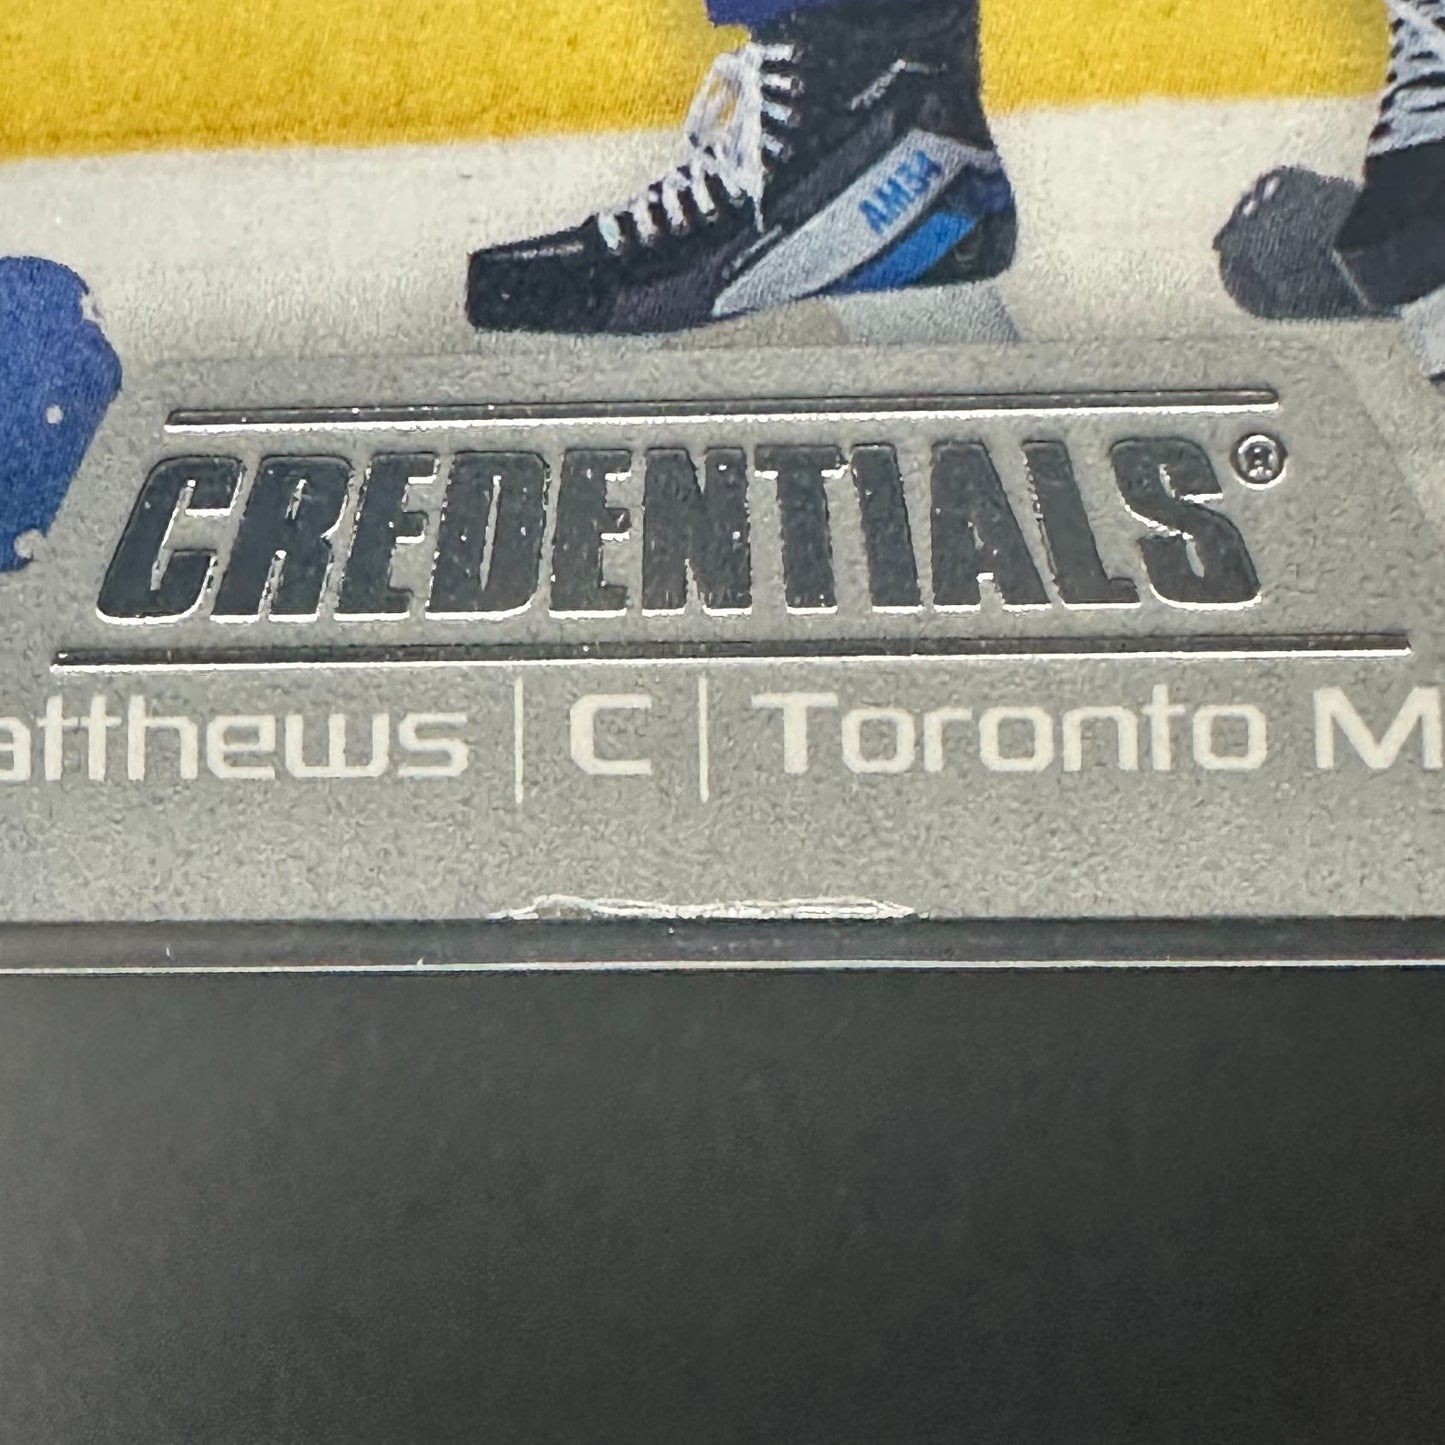 AM34
CREDENTIALS®
atthews | C | Toronto M